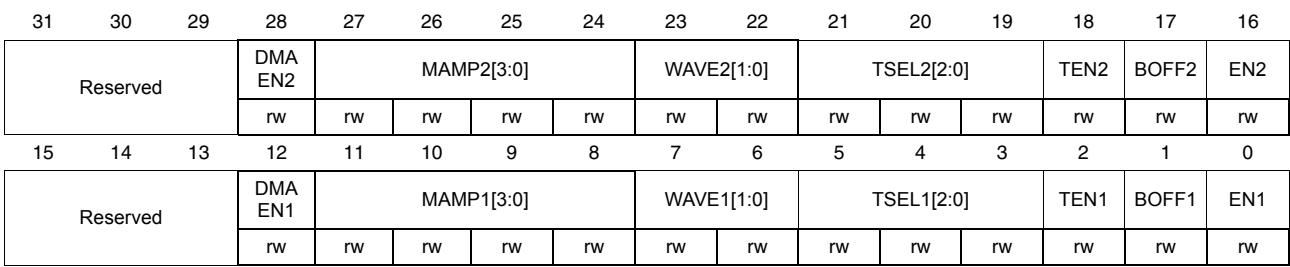 31 30 29 28 27 26 25 24 23 22 21 20 19 18 17 16
Reserved DMA EN2 MAMP2[3:0] WAVE2[1:0] TSEL2[2:0] TEN2 BOFF2 EN2
rw rw rw rw rw rw rw rw rw rw rw rw rw
15 14 13 12 11 10 9 8 7 6 5 4 3 2 1 0
Reserved DMA EN1 MAMP1[3:0] WAVE1[1:0] TSEL1[2:0] TEN1 BOFF1 EN1
rw rw rw rw rw rw rw rw rw rw rw rw rw